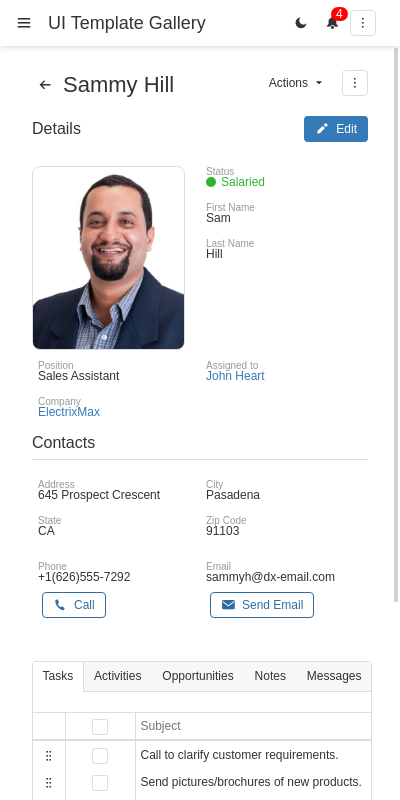 UI Template Gallery
4
Sammy Hill
Actions
Details
Edit
Status
Salaried
First Name
Sam
Last Name
Hill
Position
Sales Assistant
Assigned to
John Heart
Company
ElectrixMax
Contacts
Address
645 Prospect Crescent
City
Pasadena
State
CA
Zip Code
91103
Phone
+1(626)555-7292
Email
sammyh@dx-email.com
Call
Send Email
Tasks Activities Opportunities Notes Messages
Subject
Call to clarify customer requirements.
Send pictures/brochures of new products.